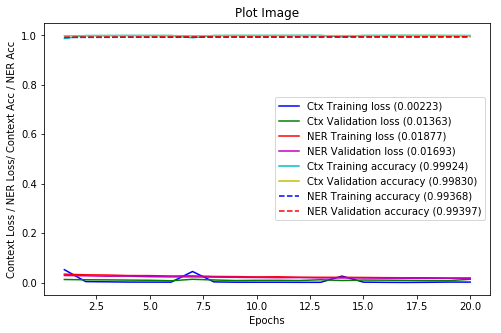 Plot Image
Context Loss / NER Loss/ Context Acc / NER Acc
1.0
0.8
0.6
0.4
0.2
0.0
Ctx Training loss (0.00223)
Ctx Validation loss (0.01363)
NER Training loss (0.01877)
NER Validation loss (0.01693)
Ctx Training accuracy (0.99924)
Ctx Validation accuracy (0.99830)
NER Training accuracy (0.99368)
NER Validation accuracy (0.99397)
2.5 5.0 7.5 10.0 12.5 15.0 17.5 20.0
Epochs